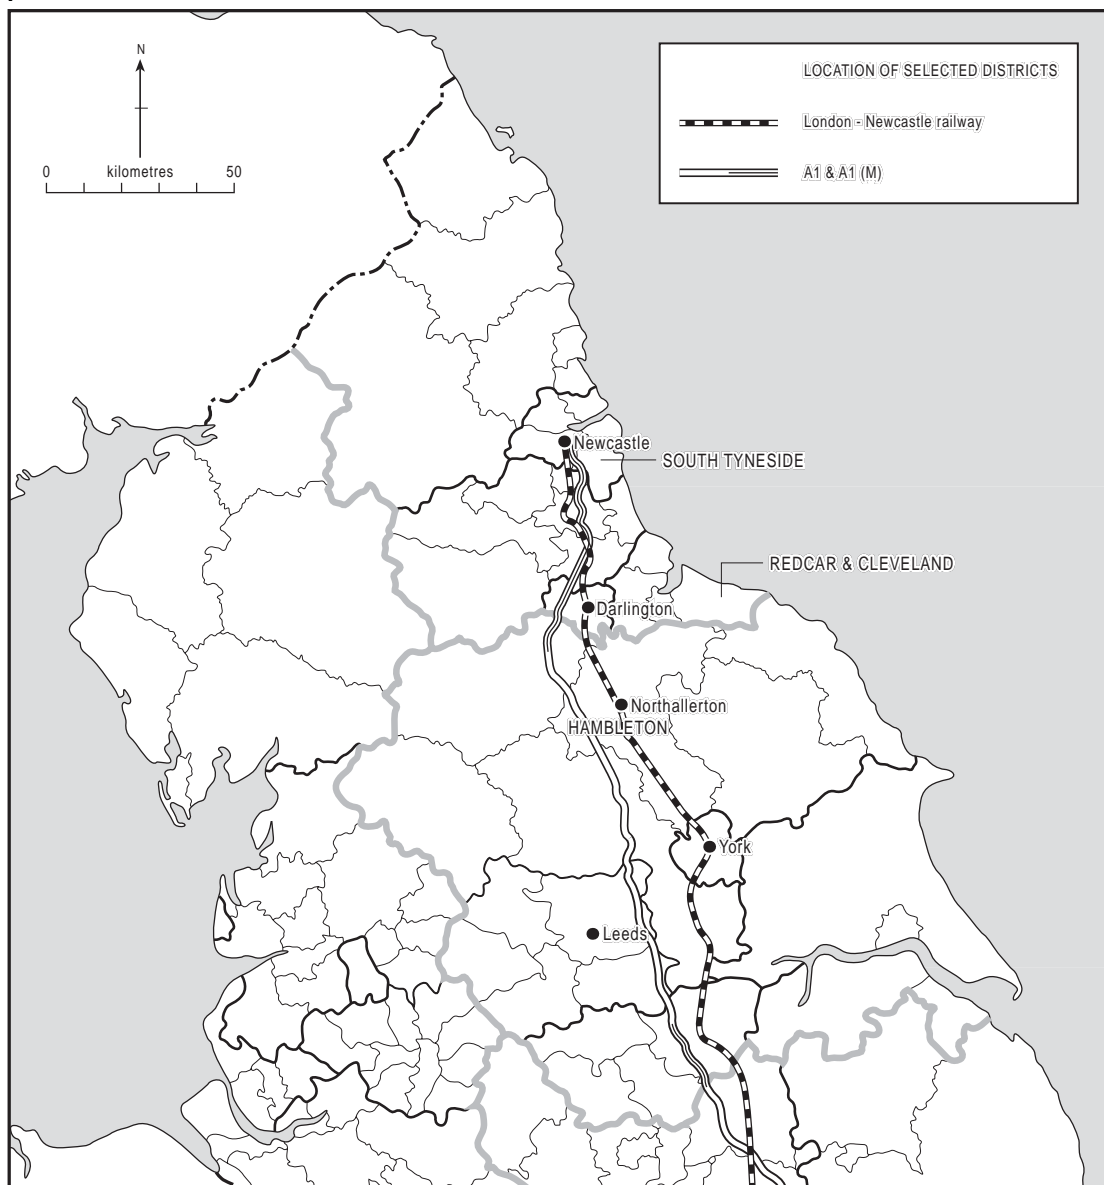 N
0 kilometres 50
LOCATION OF SELECTED DISTRICTS
London - Newcastle railway
A1 & A1 (M)
Newcastle
SOUTH TYNESIDE
REDCAR & CLEVELAND
Darlington
Northallerton
HAMBLETON
York
Leeds